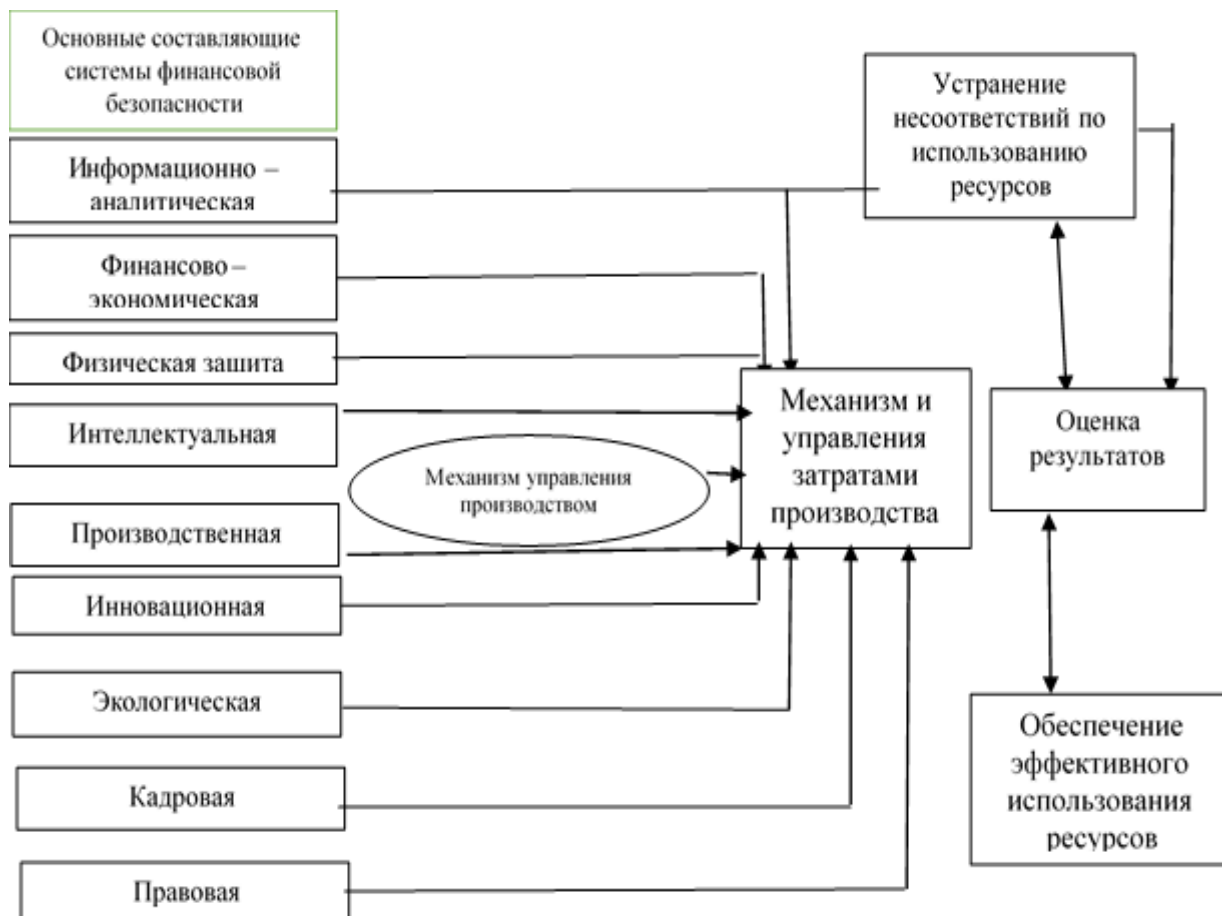 Основные составляющие
системы финансовой
безопасности
Информационно –
аналитическая
Финансово –
экономическая
Физическая зашита
Интеллектуальная
Производственная
Инновационная
Экологическая
Кадровая
Правовая
Механизм управления
производством
Механизм и
управления
затратами
производства
Устранение
несоответствий по
использованию
ресурсов
Оценка
результатов
Обеспечение
эффективного
использования
ресурсов